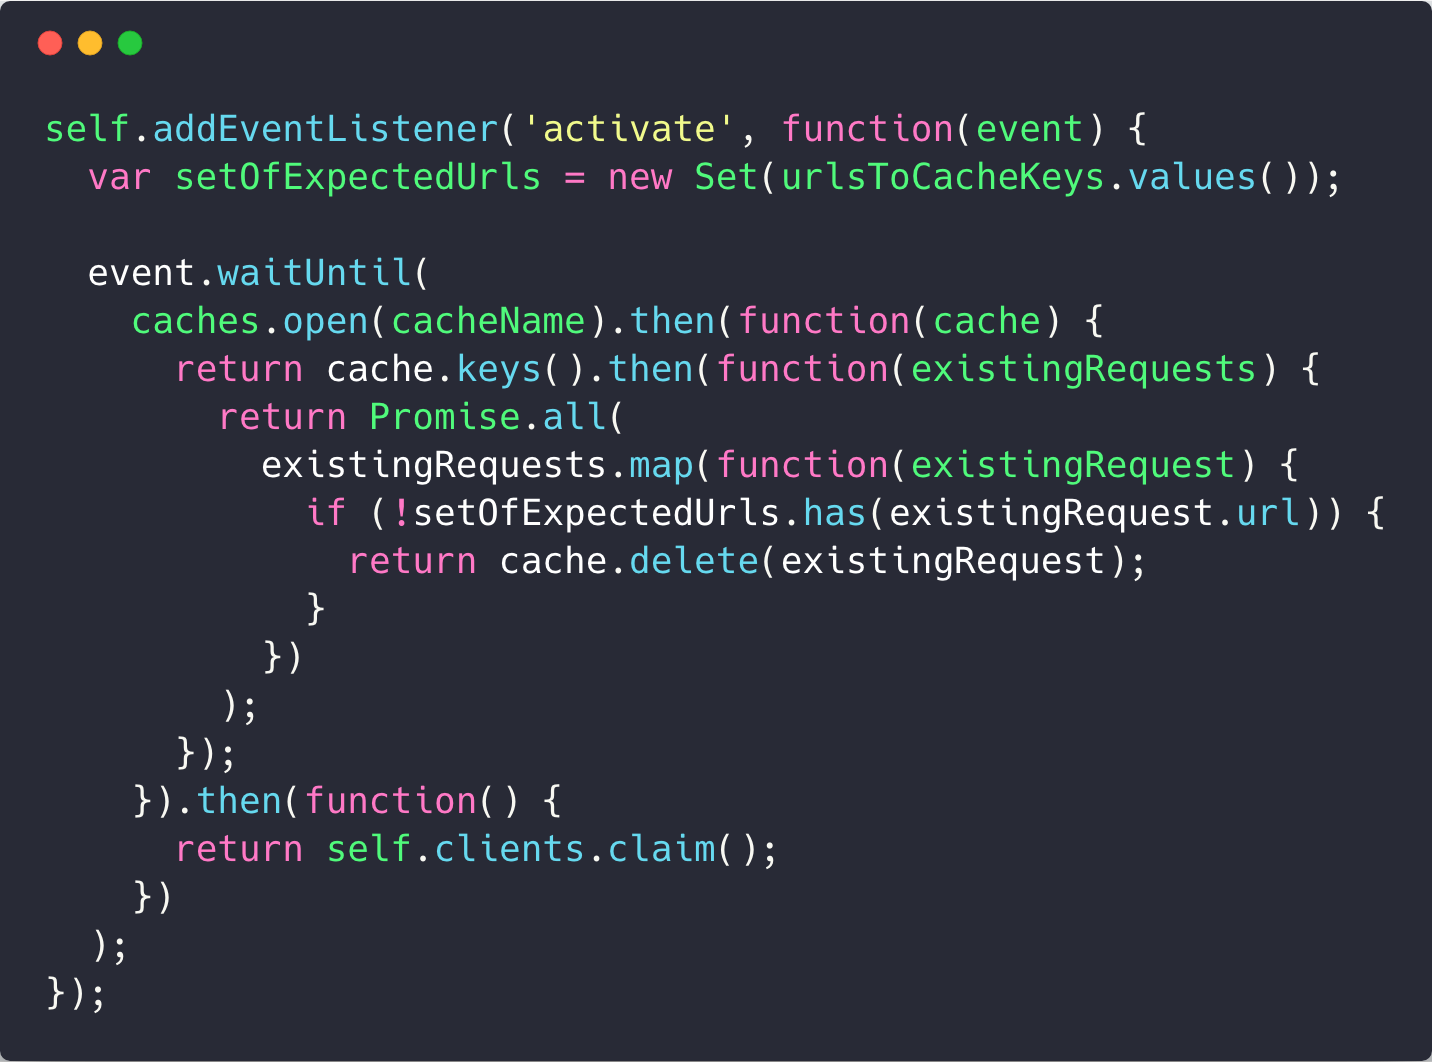 self.addEventListener('activate', function(event) {
  var setOfExpectedUrls = new Set(urlsToCacheKeys.values());

  event.waitUntil(
    caches.open(cacheName).then(function(cache) {
      return cache.keys().then(function(existingRequests) {
        return Promise.all(
          existingRequests.map(function(existingRequest) {
            if (!setOfExpectedUrls.has(existingRequest.url)) {
              return cache.delete(existingRequest);
            }
          })
        );
      });
    }).then(function() {
      return self.clients.claim();
    })
  );
});